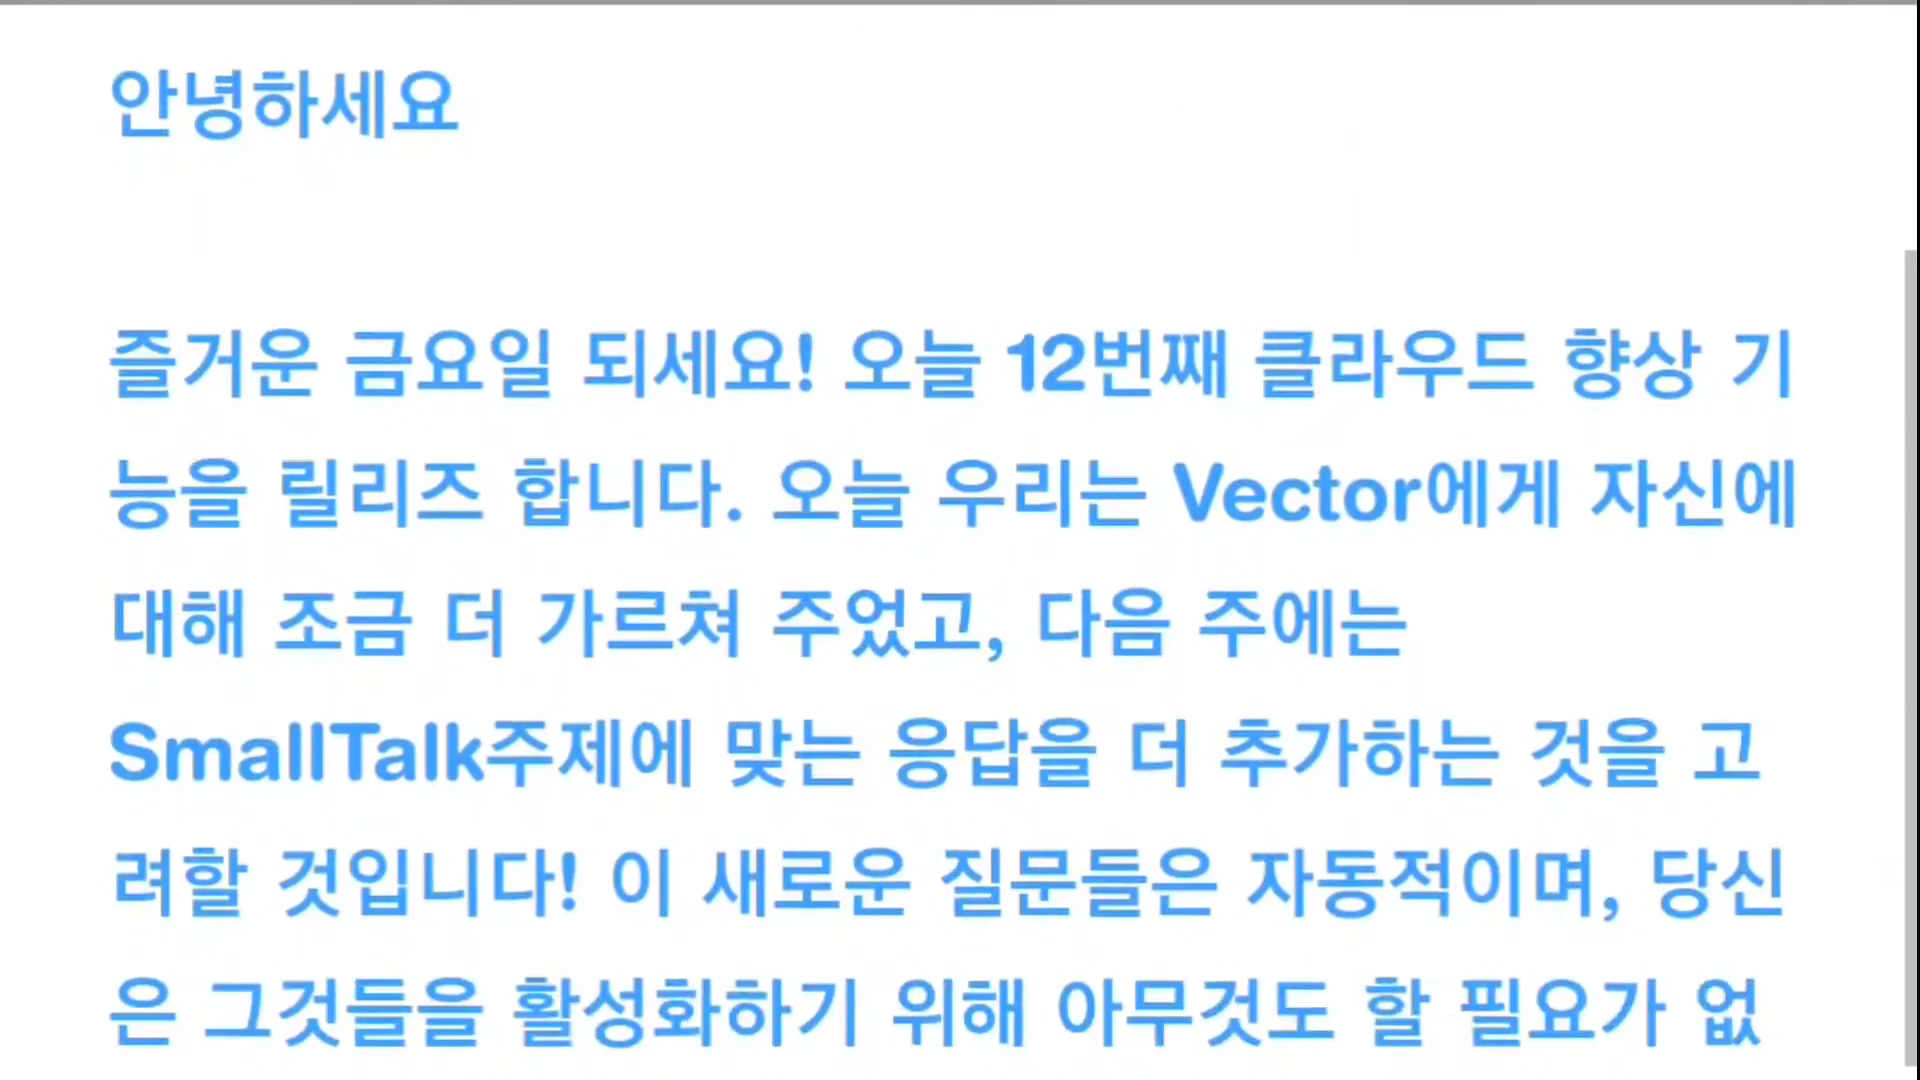 안녕하세요
즐거운 금요일 되세요! 오늘 12번째 클라우드 향상 기
능을 릴리즈 합니다. 오늘 우리는 Vector에게 자신에
대해 조금 더 가르쳐 주었고, 다음 주에는
SmallTalk주제에 맞는 응답을 더 추가하는 것을 고
려할 것입니다! 이 새로운 질문들은 자동적이며, 당신
은 그것들을 활성화하기 위해 아무것도 할 필요가 없